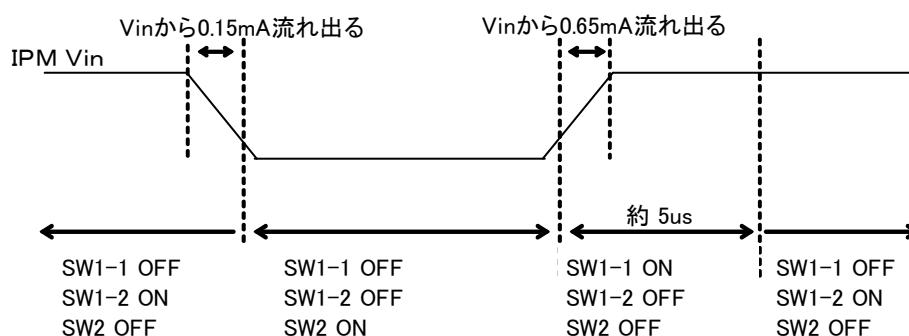 Vinから0.15mA流れ出る
Vinから0.65mA流れ出る
IPM Vin
約 5us
SW1-1 OFF
SW1-2 ON
SW2 OFF
SW1-1 OFF
SW1-2 OFF
SW2 ON
SW1-1 ON
SW1-2 OFF
SW2 OFF
SW1-1 OFF
SW1-2 ON
SW2 OFF